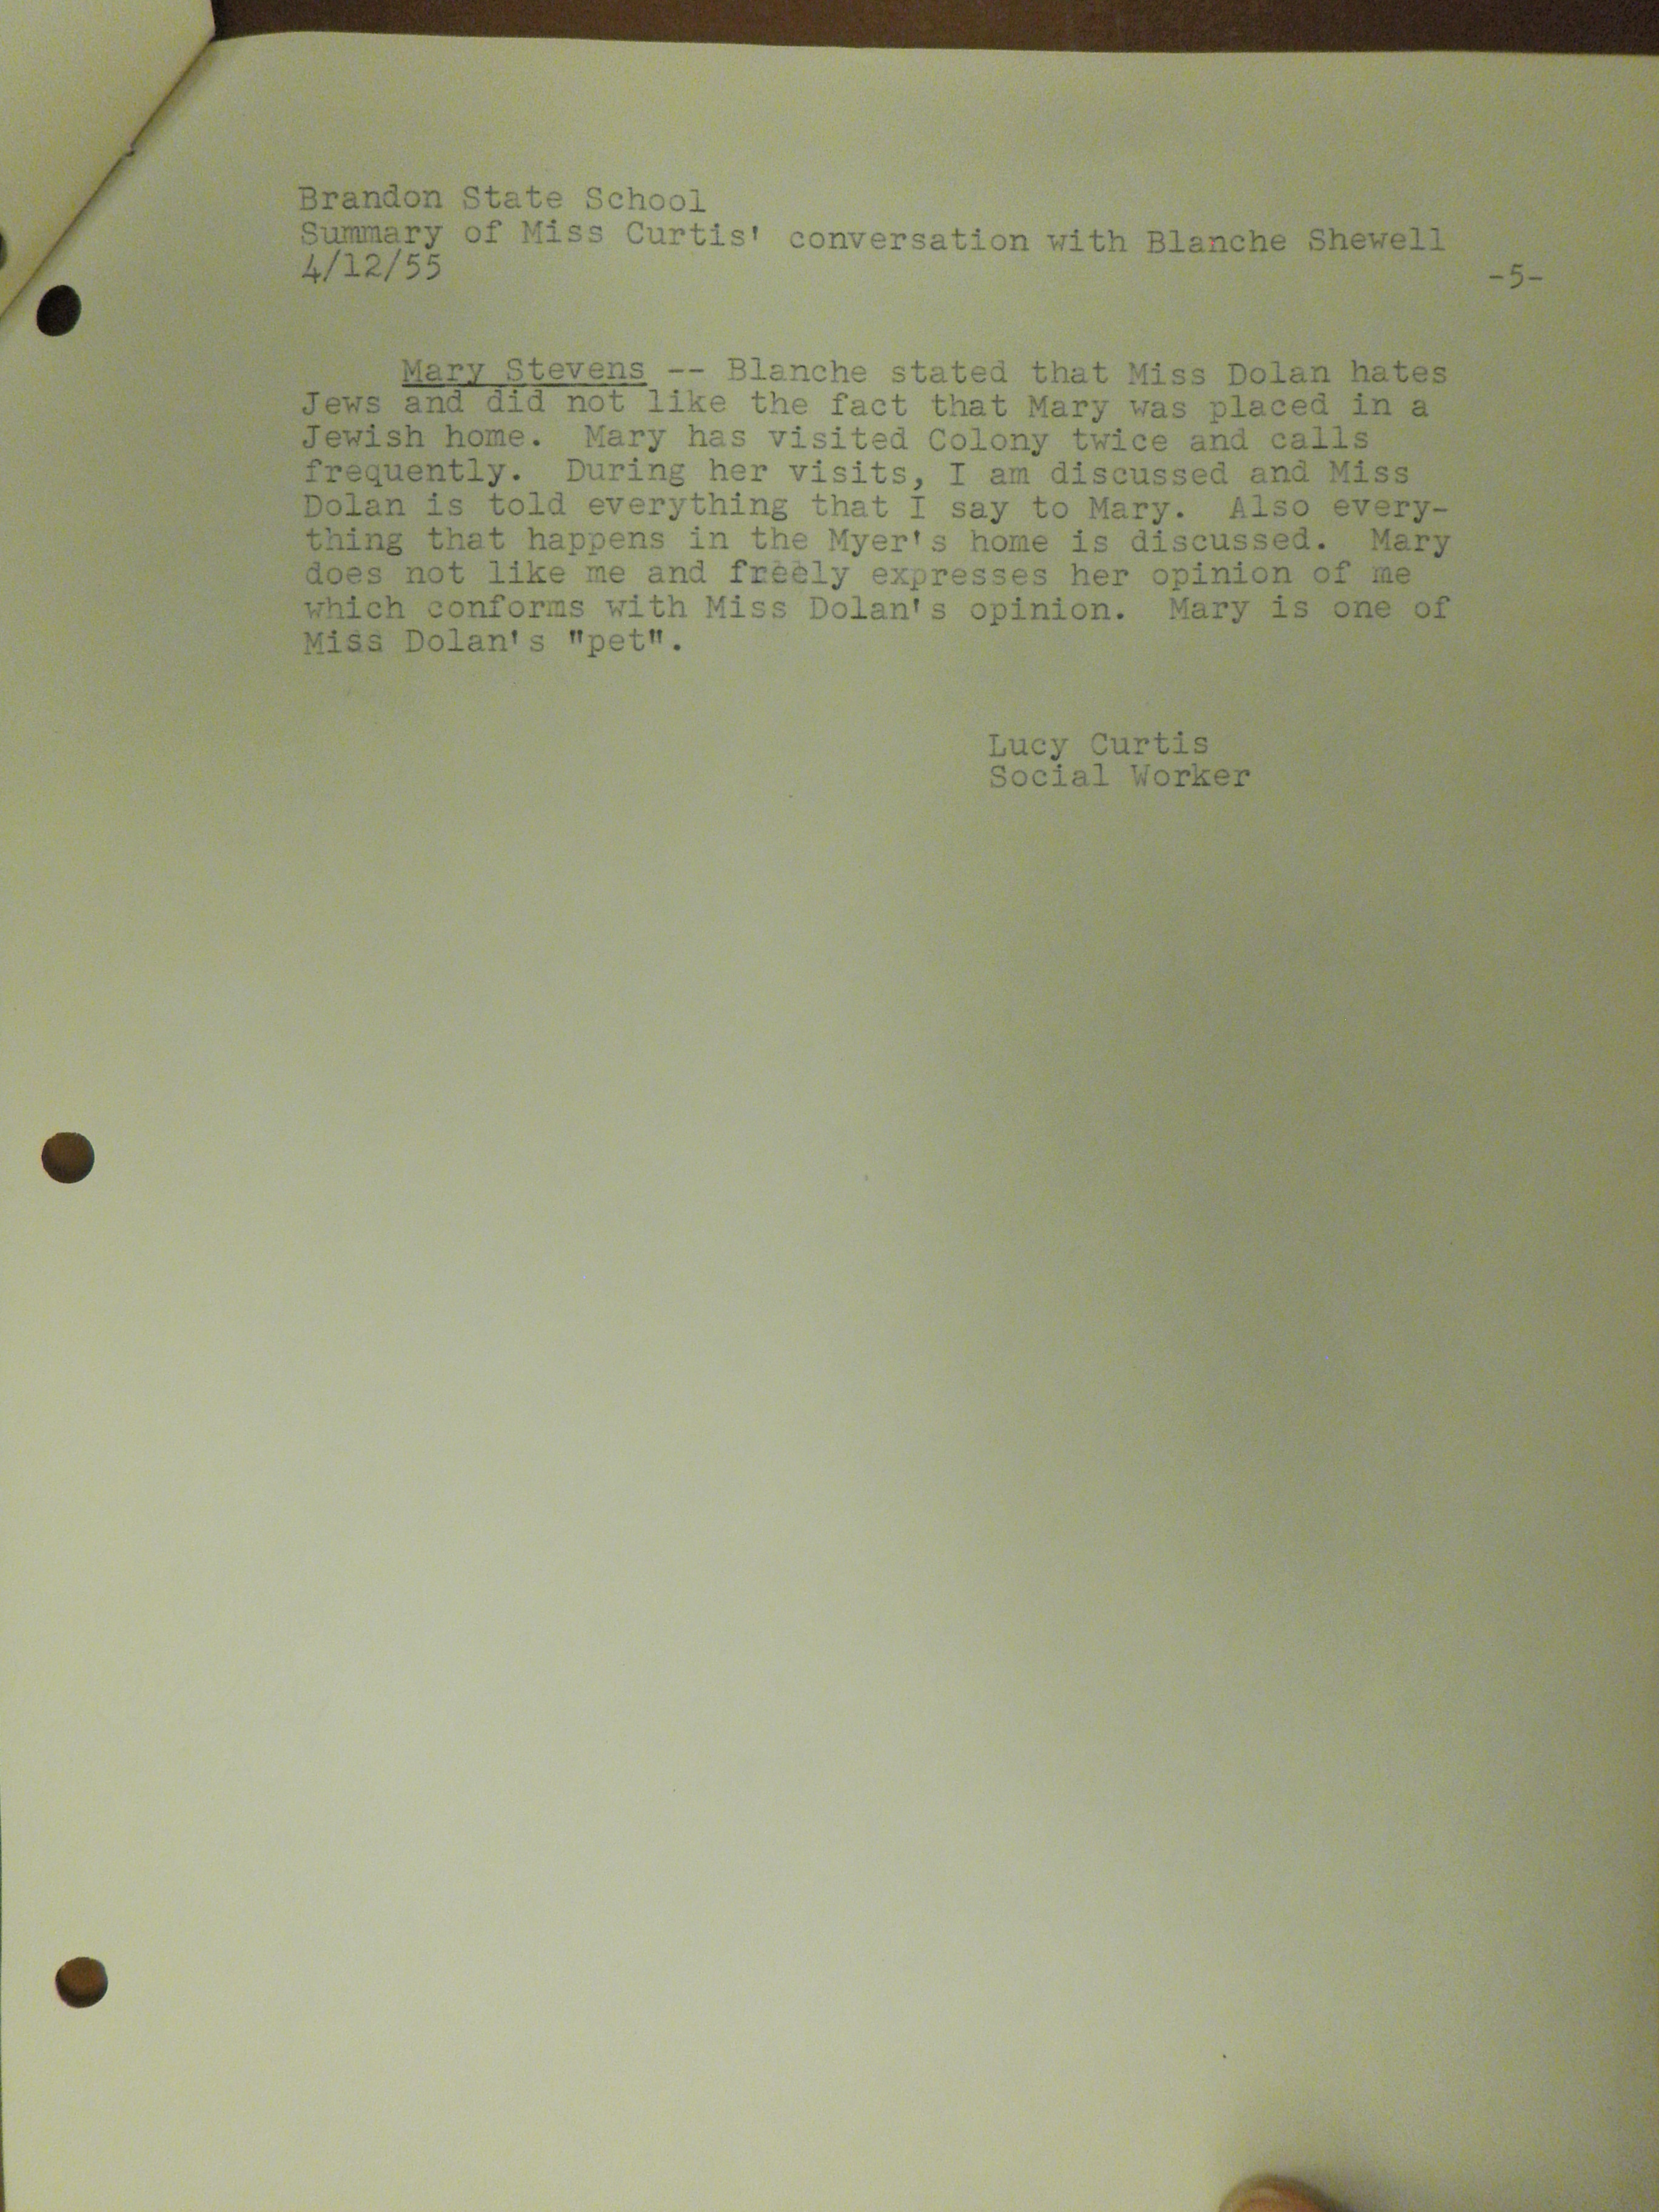 Brandon State School
Summary of Miss Curtis' conversation with Blanche Shewell
4/12/55
-5-
Mary Stevens -- Blanche stated that Miss Dolan hates
Jews and did not like the fact that Mary was placed in a
Jewish home.  Mary has visited Colony twice and calls
frequently.  During her visits, I am discussed and Miss
Dolan is told everything that I say to Mary.  Also every-
thing that happens in the Myer's home is discussed.  Mary
does not like me and freely expresses her opinion of me
which conforms with Miss Dolan's opinion.  Mary is one of
Miss Dolan's "pet".
Lucy Curtis
Social Worker